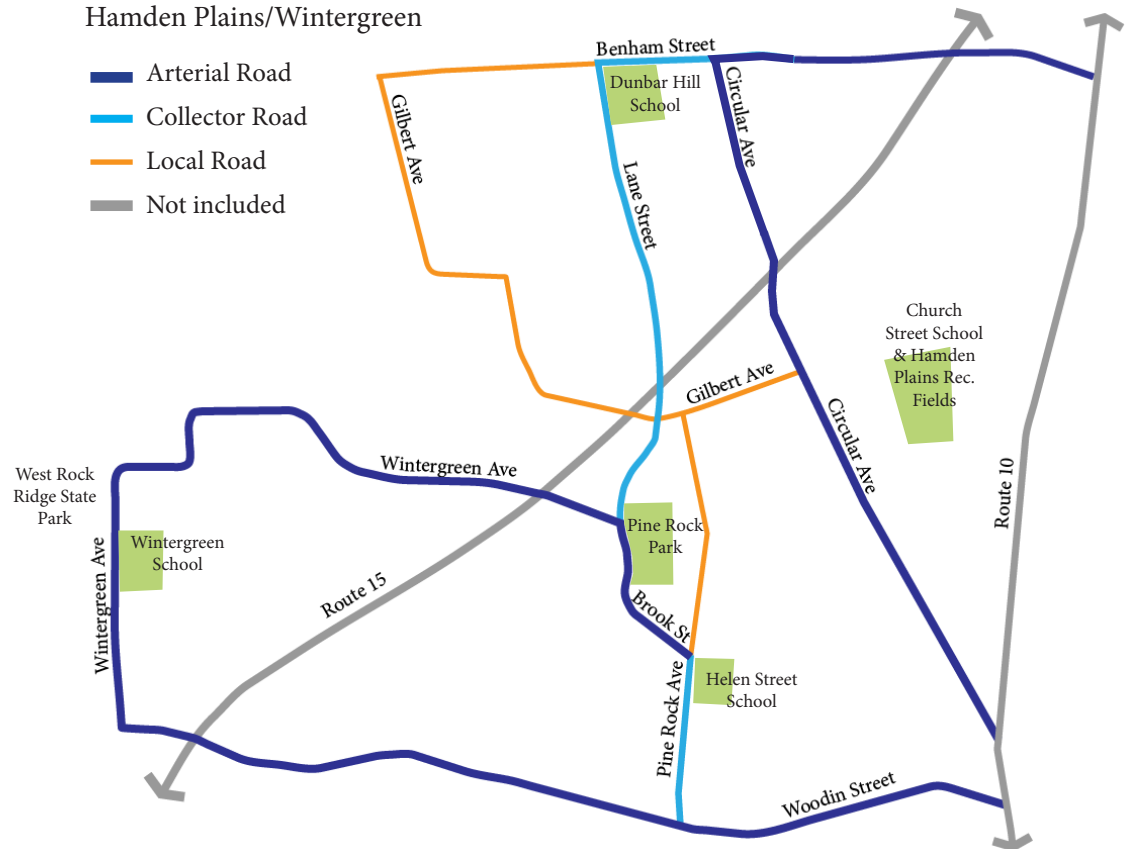 Hamden Plains/Wintergreen
Arterial Road
Collector Road
Local Road
Not included
Benham Street
Dunbar Hill
School
Circular Ave
Gilbert Ave
Lane Street
Church
Street School
& Hamden
Plains Rec.
Fields
Gilbert Ave
Circular Ave
Wintergreen Ave
West Rock
Ridge State
Park
Route 10
Pine Rock
Park
Wintergreen
School
Wintergreen Ave
Route 15
Brook St
Helen Street
School
Pine Rock Ave
Woodin Street